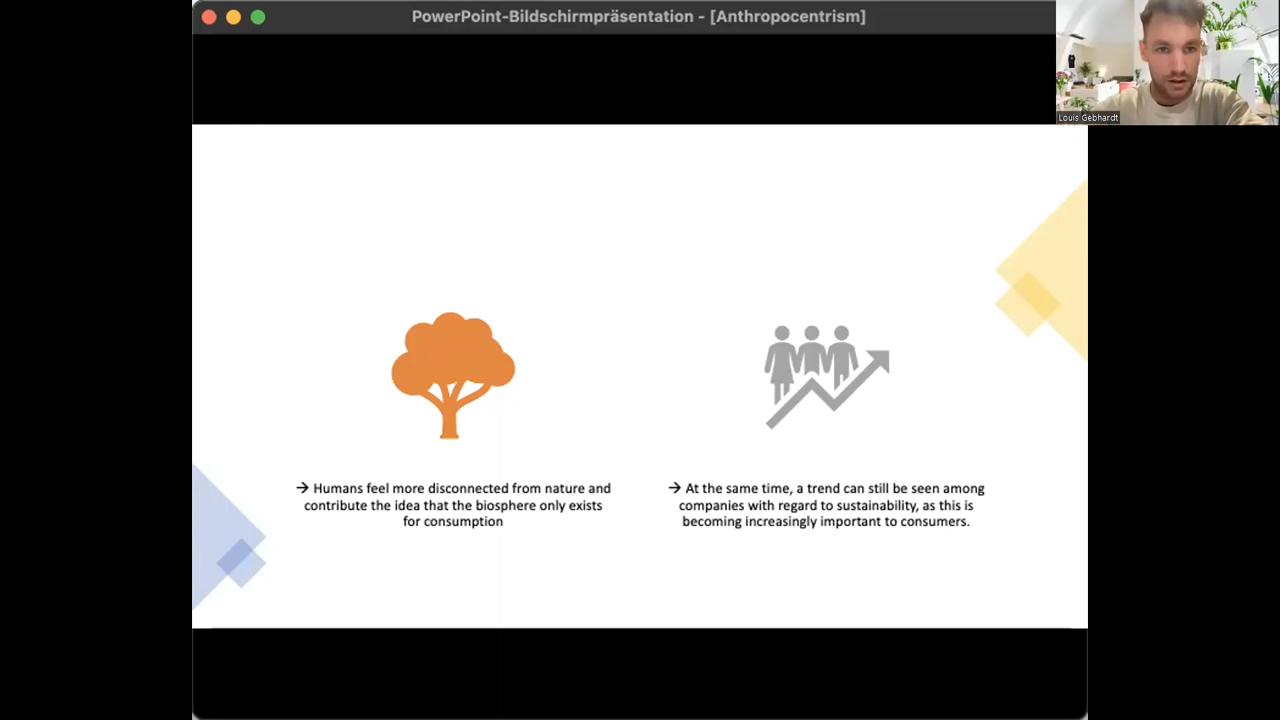 PowerPoint-Bildschirmpräsentation - [Anthropocentrism]
Louis Gebhardt
→ Humans feel more disconnected from nature and
contribute the idea that the biosphere only exists
for consumption
→ At the same time, a trend can still be seen among
companies with regard to sustainability, as this is
becoming increasingly important to consumers.